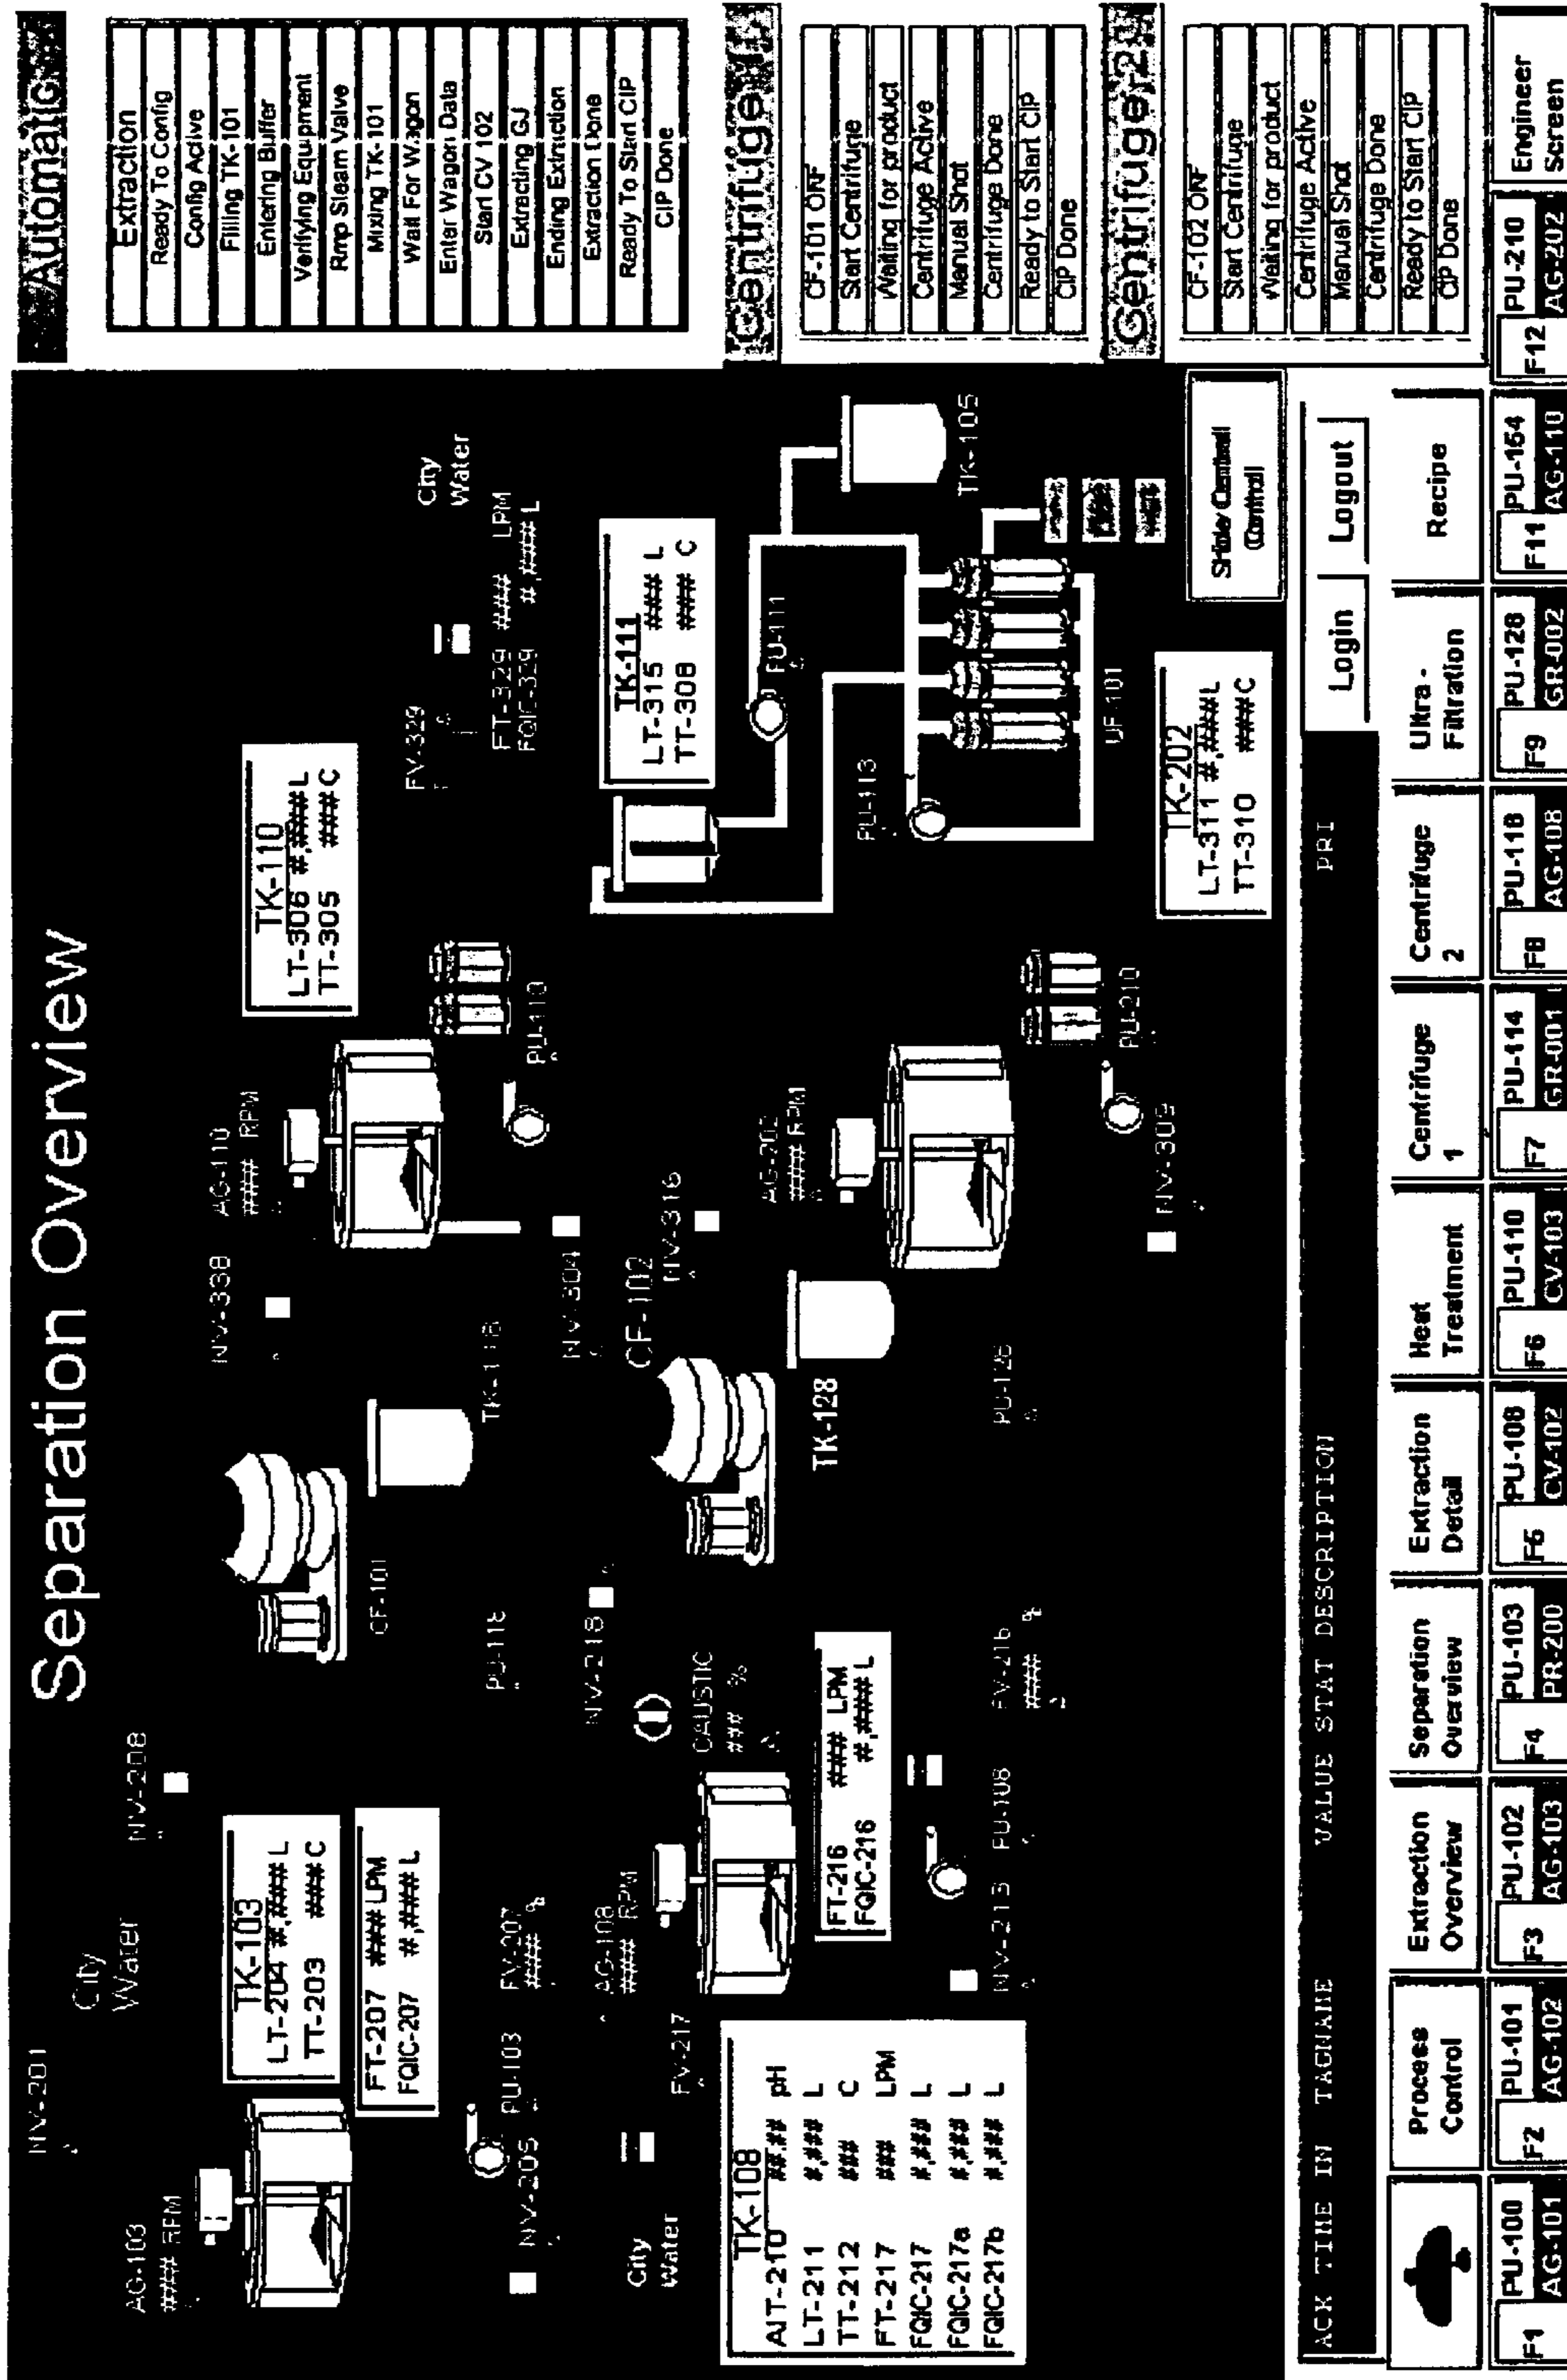 Separation Overview
NV-201
City
Water
NV-208
AG-103
#### RPM
TK-103
LT-204 #,### L
TT-203 ### C
FT-207 ### LPM
FQIC-207 #,### L
NV-205
PU-103
FV-207
### %
CF-101
PU-118
TK-118
NV-338
AG-110
#### RPM
TK-110
LT-306 #,### L
TT-305 ### C
PU-110
NV-304
FV-329
City
Water
FT-329 ### LPM
FQIC-329 #,### L
City
Water
FV-217
AG-108
#### RPM
CAUSTIC
### %
NV-218
CF-102
NV-316
TK-128
PU-128
AG-202
#### RPM
TK-108
AIT-210 ##.## pH
LT-211 #,### L
TT-212 ### C
FT-217 ### LPM
FQIC-217 #,### L
FQIC-217a #,### L
FQIC-217b #,### L
FT-216 ### LPM
FQIC-216 #,### L
NV-213
PU-108
FV-216
### %
NV-309
PU-210
TK-111
LT-315 ### L
TT-308 ### C
PU-111
PU-113
TK-105
UF-101
TK-202
LT-311 #,### L
TT-310 ### C
Control
Automatic
Extraction
Ready To Config
Config Active
Filling TK-101
Entering Buffer
Verifying Equipment
Rmp Steam Valve
Mixing TK-101
Wait For Wagon
Enter Wagon Data
Start CV 102
Extracting GJ
Ending Extraction
Extraction Done
Ready To Start CIP
CIP Done
Centrifuge 1
CF-101 OFF
Start Centrifuge
Waiting for product
Centrifuge Active
Manual Shot
Centrifuge Done
Ready to Start CIP
CIP Done
Centrifuge 2
CF-102 OFF
Start Centrifuge
Waiting for product
Centrifuge Active
Manual Shot
Centrifuge Done
Ready to Start CIP
CIP Done
ACK TIME IN TAGNAME VALUE STAT DESCRIPTION PRI
Login
Logout
Process
Control
Extraction
Overview
Separation
Overview
Extraction
Detail
Heat
Treatment
Centrifuge
1
Centrifuge
2
Ultra -
Filtration
Recipe
Engineer
Screen
F1 PU-100 AG-101
F2 PU-101 AG-102
F3 PU-102 AG-103
F4 PU-103 PR-200
PU-108 CV-102
F6 PU-110 CV-103
F7 PU-114 GR-001
F8 PU-118 AG-108
F9 PU-128 GR-002
F11 PU-164 AG-110
F12 PU-210 AG-202